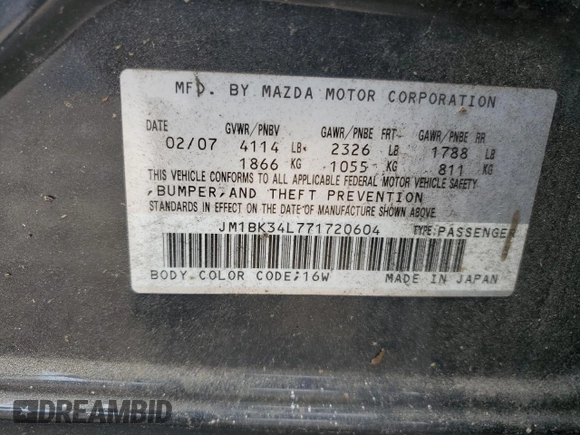 MFD. BY MAZDA MOTOR CORPORATION
DATE GVWR/PNBV GAWR/PNBE FRT GAWR/PNBE RR
02/07 4114 LB 2326 LB 1788 LB
1866 KG 1055 KG 811 KG
THIS VEHICLE CONFORMS TO ALL APPLICABLE FEDERAL MOTOR VEHICLE SAFETY
,BUMPER,AND THEFT PREVENTION
STANDARDS IN EFFECT ON THE DATE OF MANUFACTURE SHOWN ABOVE.
JM1BK34L771720604 TYPE:PASSENGER
BODY COLOR CODE:16W MADE IN JAPAN
DREAMBID